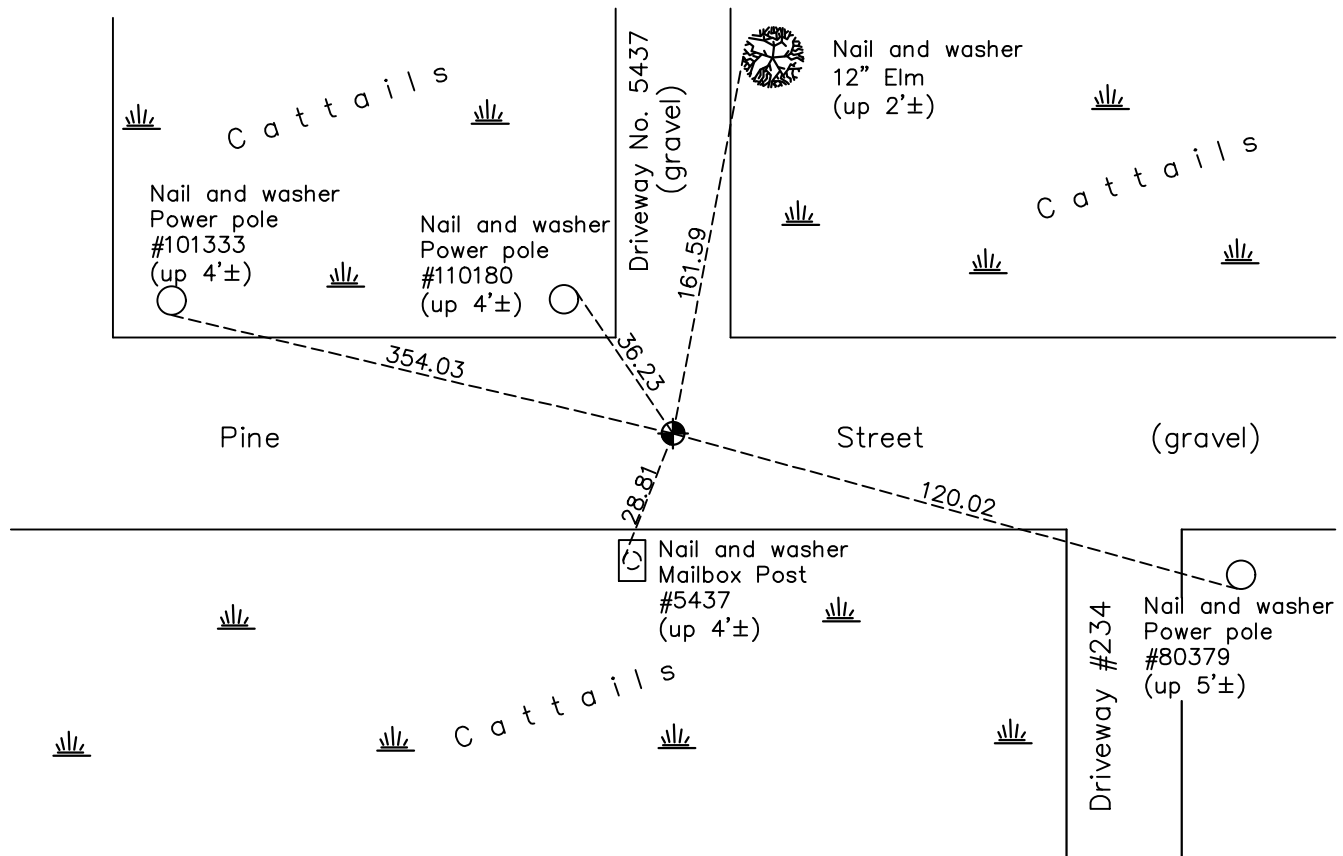 Driveway No. 5437
(gravel)
Nail and washer
12" Elm
(up 2'±)
Cattails
Cattails
Nail and washer
Power pole
#101333
(up 4'±)
Nail and washer
Power pole
#110180
(up 4'±)
161.59
354.03
36.23
Pine Street (gravel)
28.81
120.02
Nail and washer
Mailbox Post
#5437
(up 4'±)
Driveway #234
Nail and washer
Power pole
#80379
(up 5'±)
Cattails